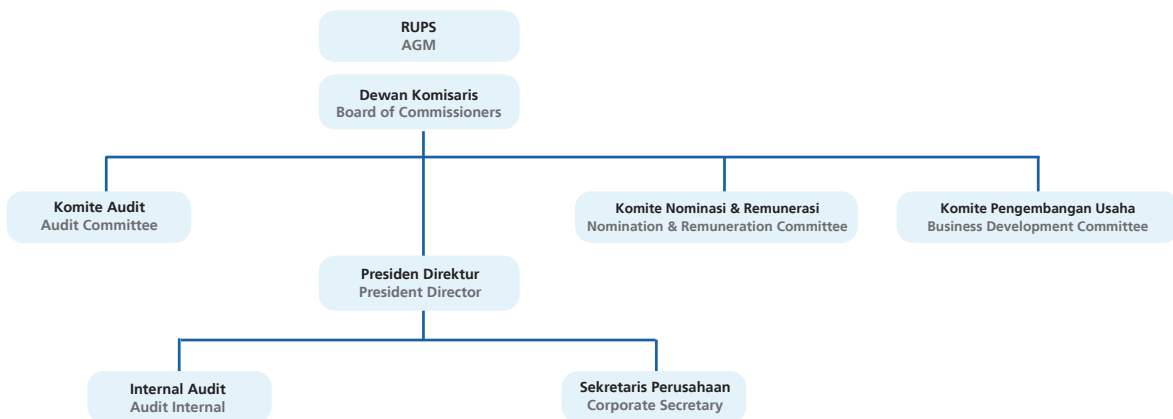 RUPS
AGM
Dewan Komisaris
Board of Commissioners
Komite Audit
Audit Committee
Komite Nominasi & Remunerasi
Nomination & Remuneration Committee
Komite Pengembangan Usaha
Business Development Committee
Presiden Direktur
President Director
Internal Audit
Audit Internal
Sekretaris Perusahaan
Corporate Secretary